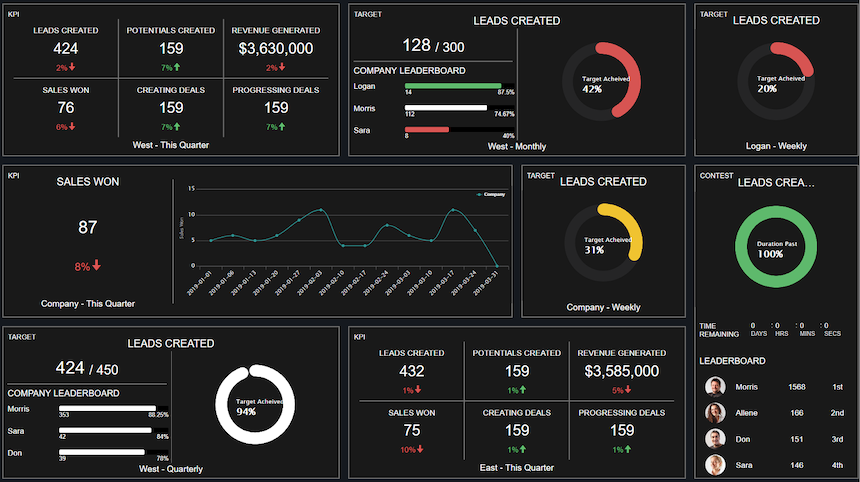 KPI
LEADS CREATED
424
2%
POTENTIALS CREATED
159
7%
REVENUE GENERATED
$3,630,000
2%
SALES WON
76
6%
CREATING DEALS
159
7%
PROGRESSING DEALS
159
7%
West - This Quarter
TARGET
LEADS CREATED
128 / 300
COMPANY LEADERBOARD
Logan
14
87.5%
Morris
112
74.67%
Sara
8
40%
Target Acheived
42%
West - Monthly
TARGET
LEADS CREATED
Target Acheived
20%
Logan - Weekly
KPI
SALES WON
87
8%
Company - This Quarter
Company
Sales Won
15
10
5
0
2019-01-01
2019-01-06
2019-01-13
2019-01-20
2019-01-27
2019-02-03
2019-02-10
2019-02-17
2019-02-24
2019-03-03
2019-03-10
2019-03-17
2019-03-24
2019-03-31
TARGET
LEADS CREATED
Target Acheived
31%
Company - Weekly
CONTEST
LEADS CREA...
Duration Past
100%
TIME REMAINING
0 : 0 : 0 : 0
DAYS HRS MINS SECS
LEADERBOARD
Morris 1568 1st
Allene 166 2nd
Don 151 3rd
Sara 146 4th
TARGET
LEADS CREATED
424 / 450
COMPANY LEADERBOARD
Morris
353
88.25%
Sara
42
84%
Don
39
78%
Target Acheived
94%
West - Quarterly
KPI
LEADS CREATED
432
1%
POTENTIALS CREATED
159
1%
REVENUE GENERATED
$3,585,000
5%
SALES WON
75
10%
CREATING DEALS
159
1%
PROGRESSING DEALS
159
1%
East - This Quarter